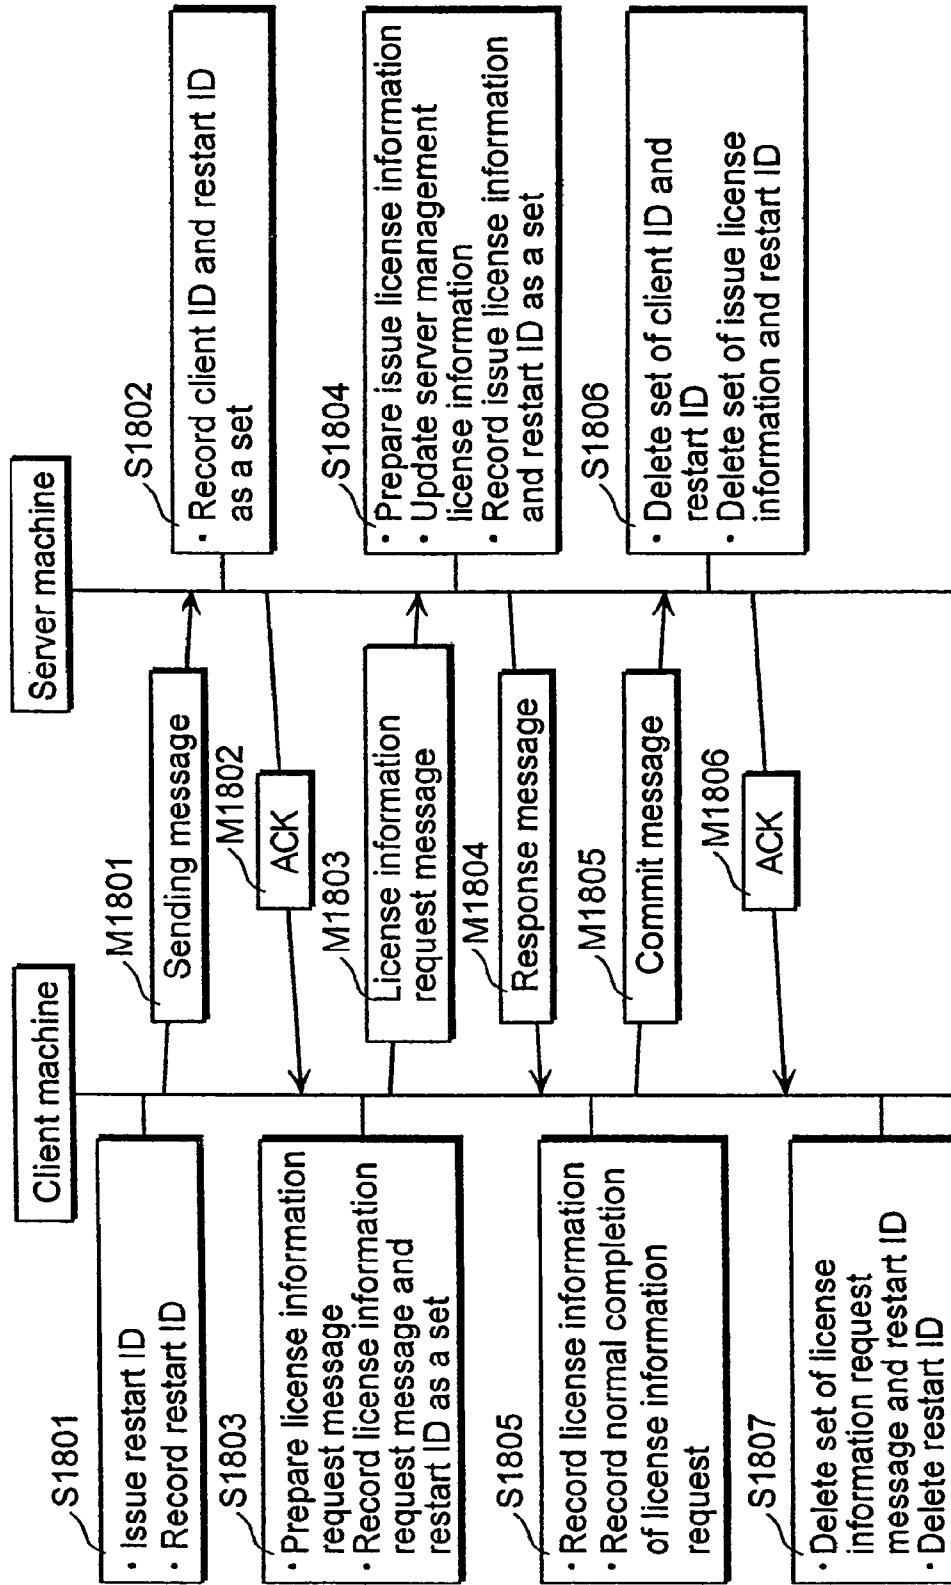 Client machine
Server machine
S1801
· Issue restart ID
· Record restart ID
M1801
Sending message
S1802
· Record client ID and restart ID
as a set
M1802
ACK
S1803
· Prepare license information
request message
· Record license information
request message and
restart ID as a set
M1803
License information
request message
S1804
· Prepare issue license information
· Update server management
license information
· Record issue license information
and restart ID as a set
M1804
Response message
S1805
· Record license information
· Record normal completion
of license information
request
M1805
Commit message
S1806
· Delete set of client ID and
restart ID
· Delete set of issue license
information and restart ID
M1806
ACK
S1807
· Delete set of license
information request
message and restart ID
· Delete restart ID